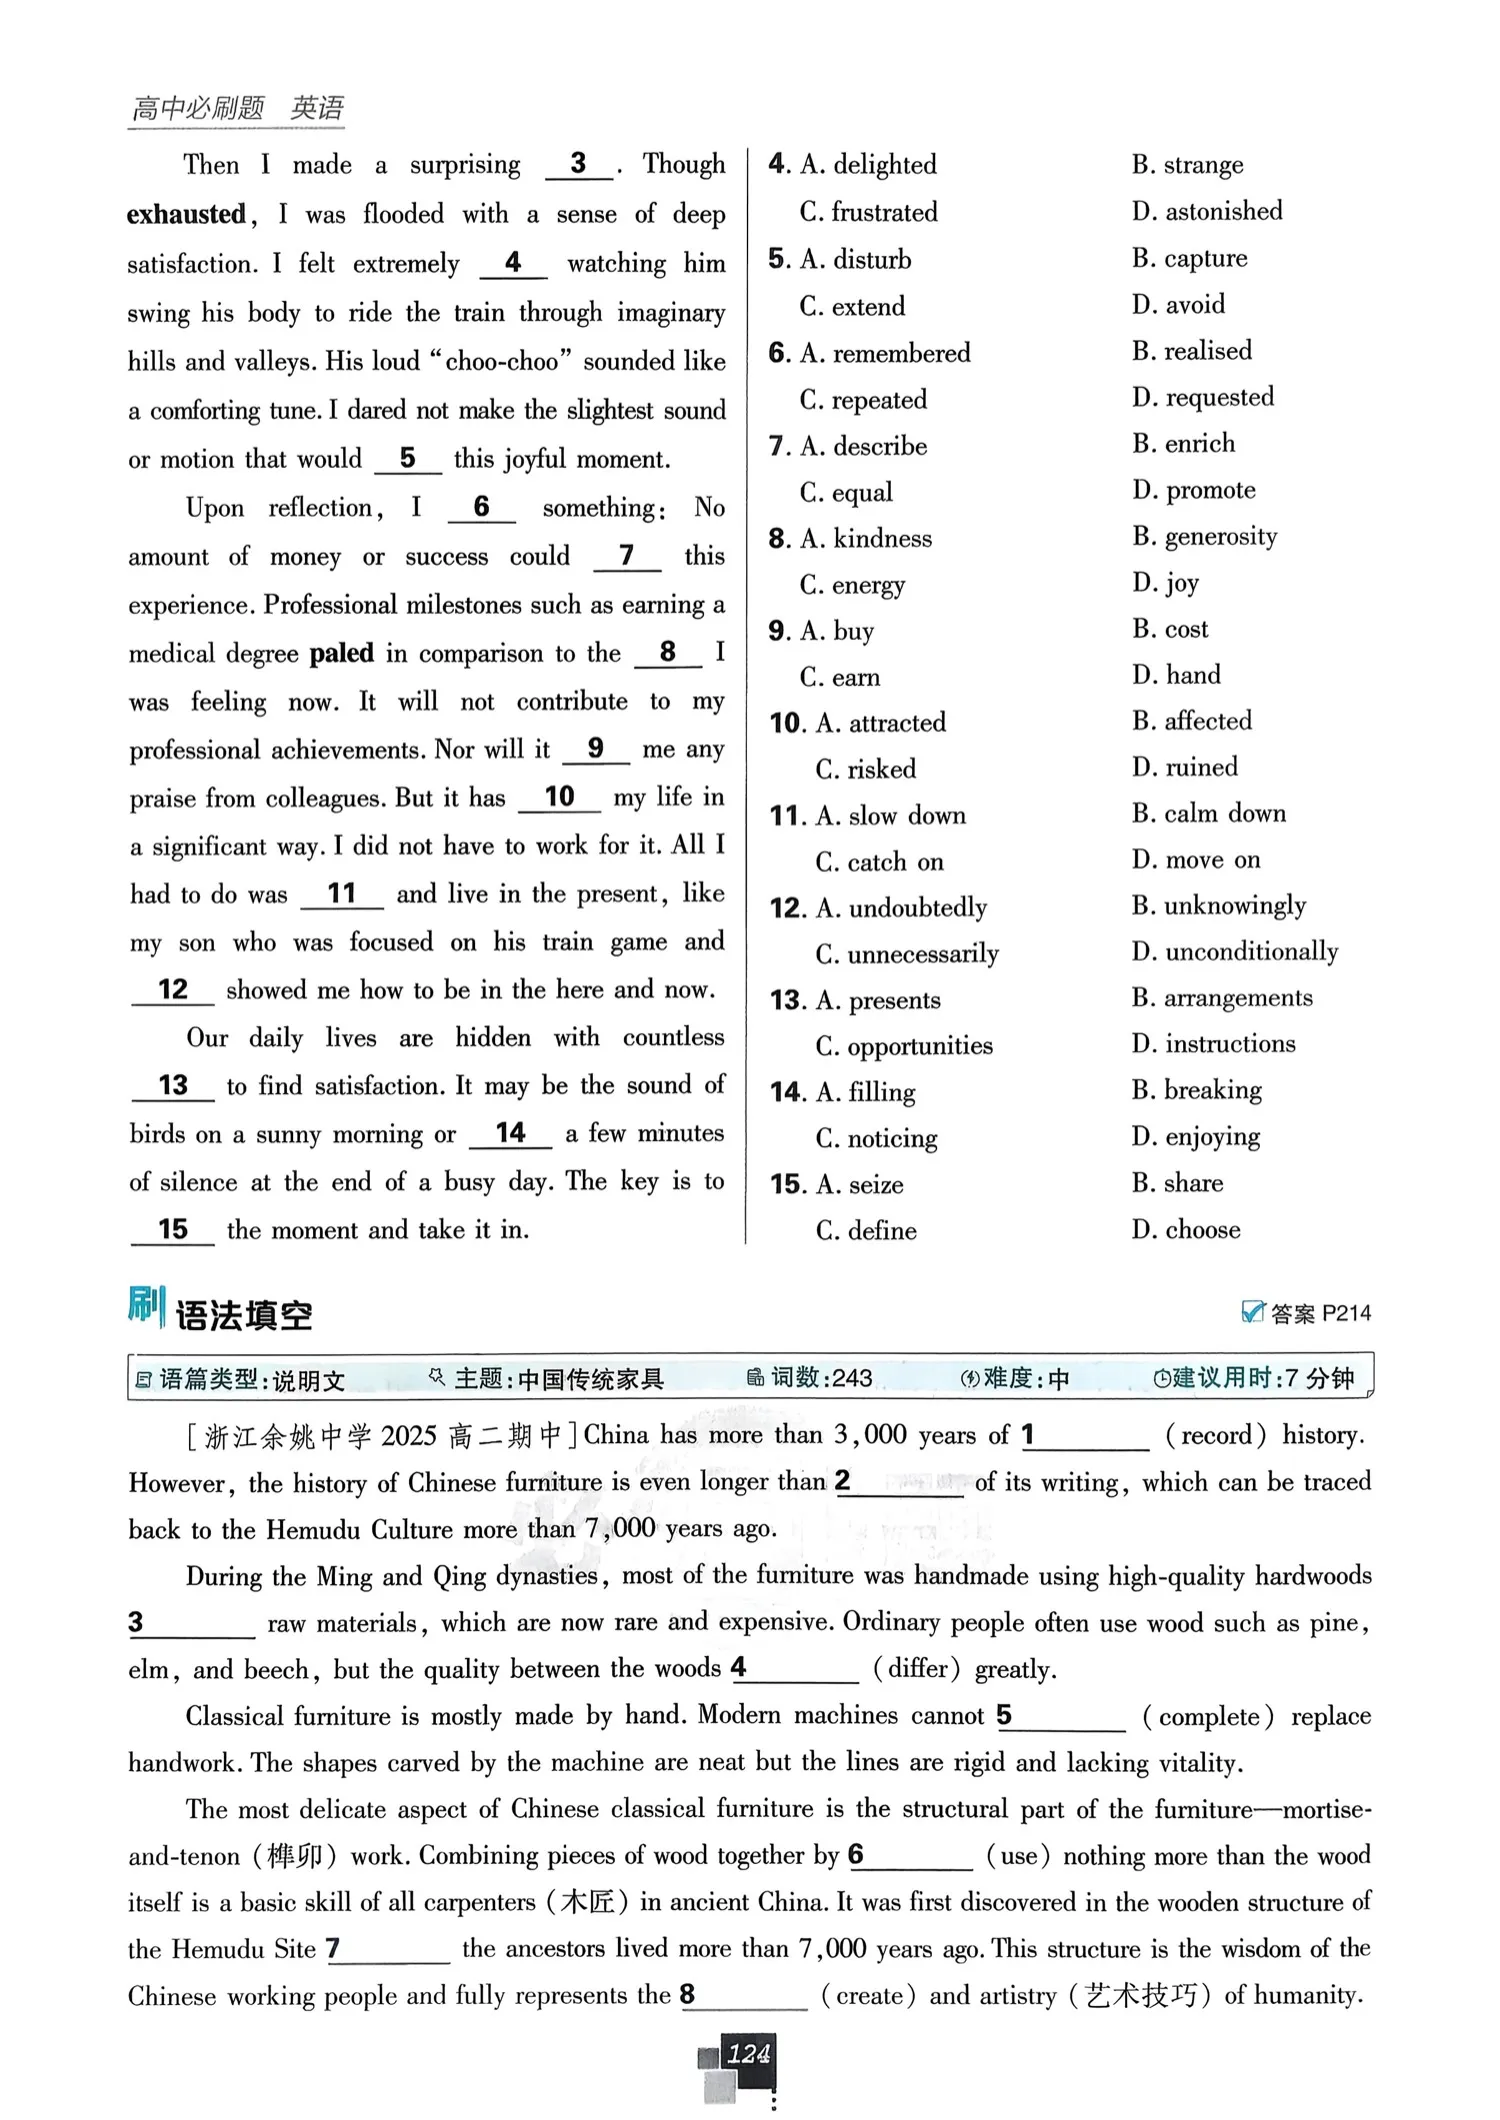 高中必刷题 英语
Then I made a surprising 3 . Though
exhausted, I was flooded with a sense of deep
satisfaction. I felt extremely 4 watching him
swing his body to ride the train through imaginary
hills and valleys. His loud “choo-choo” sounded like
a comforting tune. I dared not make the slightest sound
or motion that would 5 this joyful moment.
Upon reflection, I 6 something: No
amount of money or success could 7 this
experience. Professional milestones such as earning a
medical degree paled in comparison to the 8 I
was feeling now. It will not contribute to my
professional achievements. Nor will it 9 me any
praise from colleagues. But it has 10 my life in
a significant way. I did not have to work for it. All I
had to do was 11 and live in the present, like
my son who was focused on his train game and
12 showed me how to be in the here and now.
Our daily lives are hidden with countless
13 to find satisfaction. It may be the sound of
birds on a sunny morning or 14 a few minutes
of silence at the end of a busy day. The key is to
15 the moment and take it in.
4. A. delighted B. strange
C. frustrated D. astonished
5. A. disturb B. capture
C. extend D. avoid
6. A. remembered B. realised
C. repeated D. requested
7. A. describe B. enrich
C. equal D. promote
8. A. kindness B. generosity
C. energy D. joy
9. A. buy B. cost
C. earn D. hand
10. A. attracted B. affected
C. risked D. ruined
11. A. slow down B. calm down
C. catch on D. move on
12. A. undoubtedly B. unknowingly
C. unnecessarily D. unconditionally
13. A. presents B. arrangements
C. opportunities D. instructions
14. A. filling B. breaking
C. noticing D. enjoying
15. A. seize B. share
C. define D. choose
刷 语法填空 答案 P214
语篇类型:说明文 主题:中国传统家具 词数:243 难度:中 建议用时:7 分钟
[浙江余姚中学 2025 高二期中]China has more than 3,000 years of 1 (record) history.
However, the history of Chinese furniture is even longer than 2 of its writing, which can be traced
back to the Hemudu Culture more than 7,000 years ago.
During the Ming and Qing dynasties, most of the furniture was handmade using high-quality hardwoods
3 raw materials, which are now rare and expensive. Ordinary people often use wood such as pine,
elm, and beech, but the quality between the woods 4 (differ) greatly.
Classical furniture is mostly made by hand. Modern machines cannot 5 (complete) replace
handwork. The shapes carved by the machine are neat but the lines are rigid and lacking vitality.
The most delicate aspect of Chinese classical furniture is the structural part of the furniture—mortise-
and-tenon (榫卯) work. Combining pieces of wood together by 6 (use) nothing more than the wood
itself is a basic skill of all carpenters (木匠) in ancient China. It was first discovered in the wooden structure of
the Hemudu Site 7 the ancestors lived more than 7,000 years ago. This structure is the wisdom of the
Chinese working people and fully represents the 8 (create) and artistry (艺术技巧) of humanity.
124